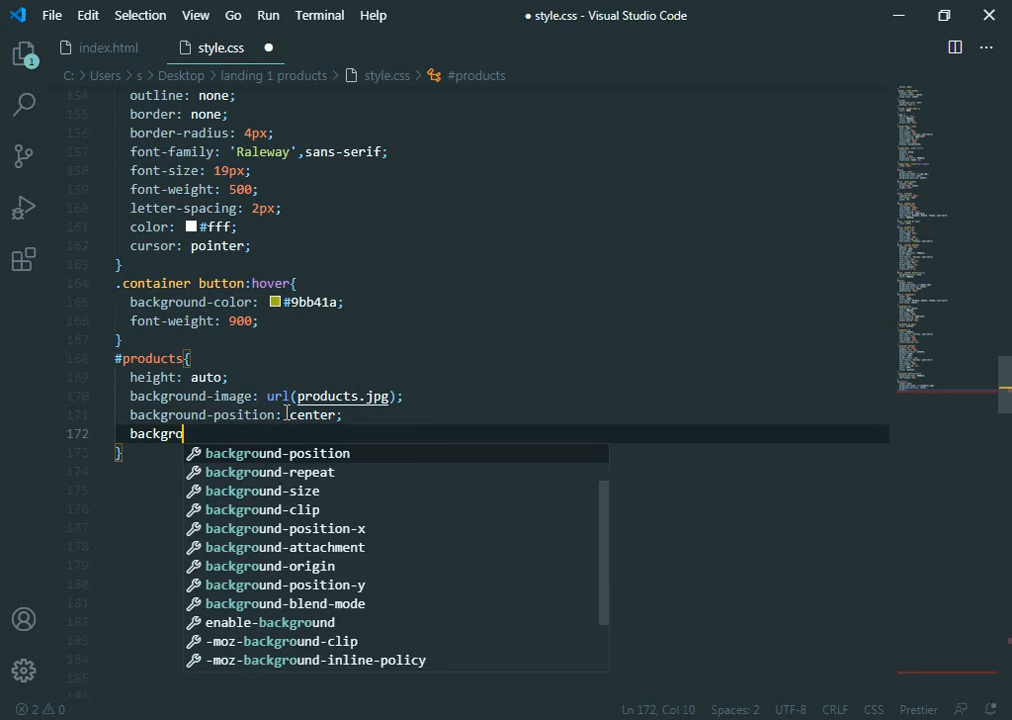 File Edit Selection View Go Run Terminal Help ● style.css - Visual Studio Code
index.html style.css
C: > Users > s > Desktop > landing 1 products > style.css > #products
1
154 outline: none;
155 border: none;
156 border-radius: 4px;
157 font-family: 'Raleway',sans-serif;
158 font-size: 19px;
159 font-weight: 500;
160 letter-spacing: 2px;
161 color: #fff;
162 cursor: pointer;
163 }
164 .container button:hover{
165 background-color: #9bb41a;
166 font-weight: 900;
167 }
168 #products{
169 height: auto;
170 background-image: url(products.jpg);
171 background-position: center;
172 backgro
173 }
174
175
176
177
178
179
180
181
182
183
184
185
background-position
background-repeat
background-size
background-clip
background-position-x
background-attachment
background-origin
background-position-y
background-blend-mode
enable-background
-moz-background-clip
-moz-background-inline-policy
2 0 Ln 172, Col 10 Spaces: 2 UTF-8 CRLF CSS Prettier